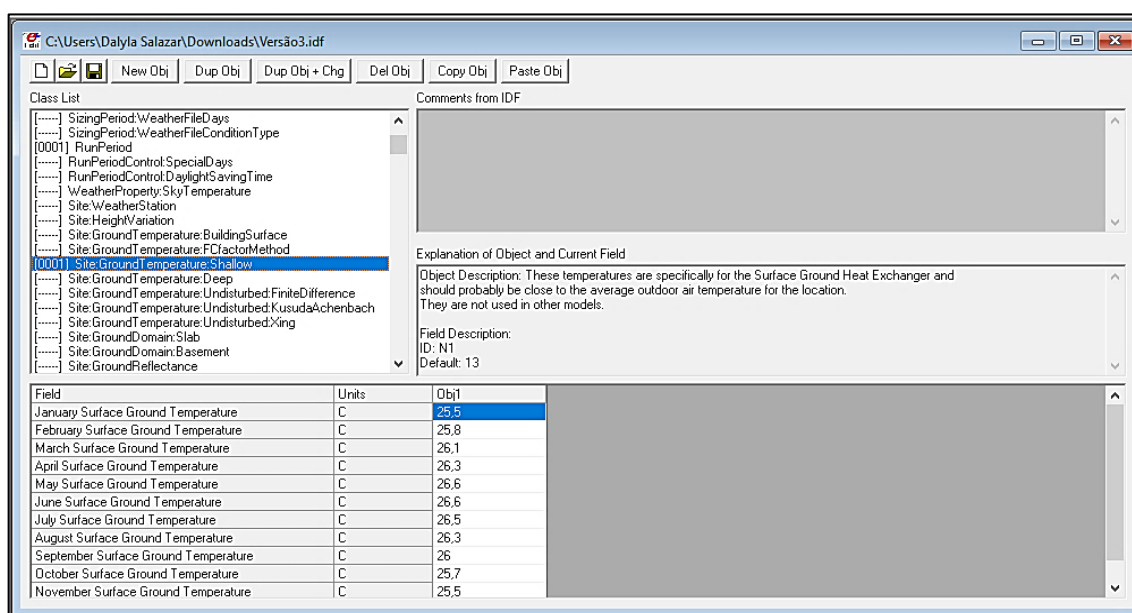 C:\Users\Dalyla Salazar\Downloads\Versão3.idf
New Obj Dup Obj Dup Obj + Chg Del Obj Copy Obj Paste Obj
Class List
[------] SizingPeriod:WeatherFileDays
[------] SizingPeriod:WeatherFileConditionType
[0001] RunPeriod
[------] RunPeriodControl:SpecialDays
[------] RunPeriodControl:DaylightSavingTime
[------] WeatherProperty:SkyTemperature
[------] Site:WeatherStation
[------] Site:HeightVariation
[------] Site:GroundTemperature:BuildingSurface
[------] Site:GroundTemperature:FCfactorMethod
[0001] Site:GroundTemperature:Shallow
[------] Site:GroundTemperature:Deep
[------] Site:GroundTemperature:Undisturbed:FiniteDifference
[------] Site:GroundTemperature:Undisturbed:KusudaAchenbach
[------] Site:GroundTemperature:Undisturbed:Xing
[------] Site:GroundDomain:Slab
[------] Site:GroundDomain:Basement
[------] Site:GroundReflectance
Comments from IDF
Explanation of Object and Current Field
Object Description: These temperatures are specifically for the Surface Ground Heat Exchanger and
should probably be close to the average outdoor air temperature for the location.
They are not used in other models.
Field Description:
ID: N1
Default: 13
Field Units Obj1
January Surface Ground Temperature C 25,5
February Surface Ground Temperature C 25,8
March Surface Ground Temperature C 26,1
April Surface Ground Temperature C 26,3
May Surface Ground Temperature C 26,6
June Surface Ground Temperature C 26,6
July Surface Ground Temperature C 26,5
August Surface Ground Temperature C 26,3
September Surface Ground Temperature C 26
October Surface Ground Temperature C 25,7
November Surface Ground Temperature C 25,5